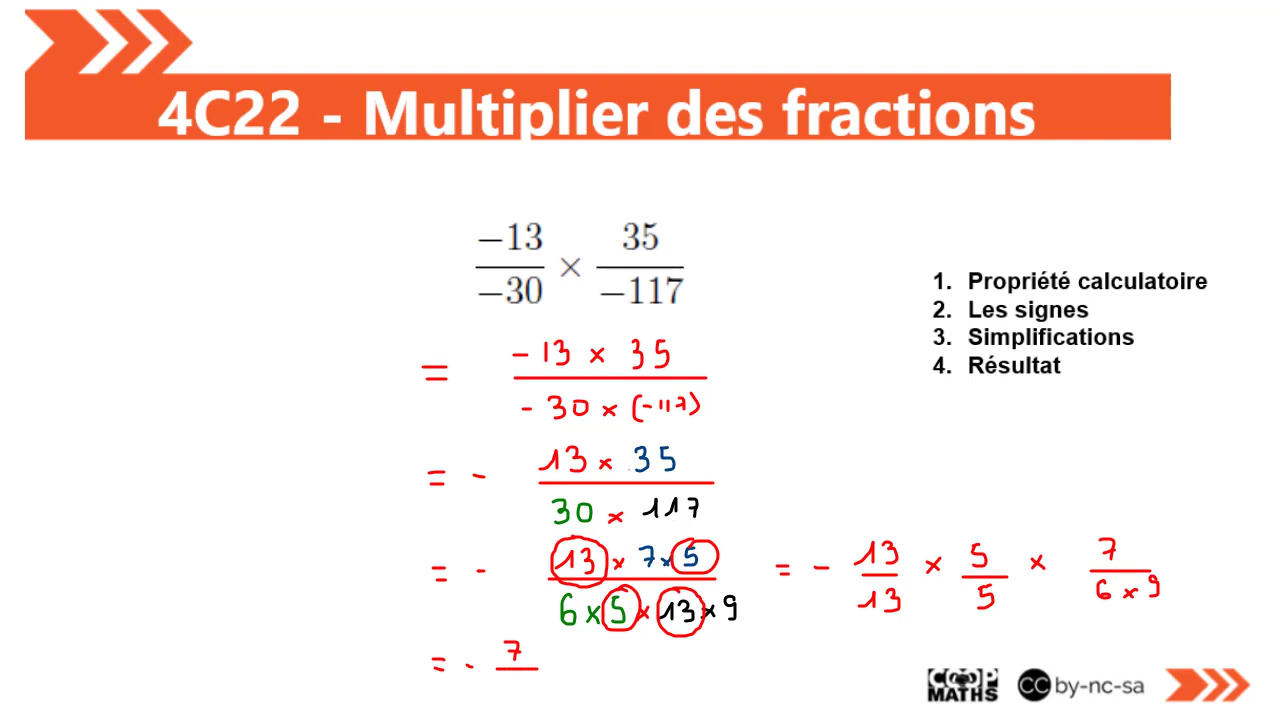 4C22 - Multiplier des fractions
−13/−30 × 35/−117
1. Propriété calculatoire
2. Les signes
3. Simplifications
4. Résultat
= -13 × 35
-30 × (-117)
= - 13 × 35
30 × 117
= - 13 × 7 × 5 = - 13 × 5 × 7
6 × 5 × 13 × 9 13 5 6 × 9
= - 7
COOP MATHS
cc by-nc-sa